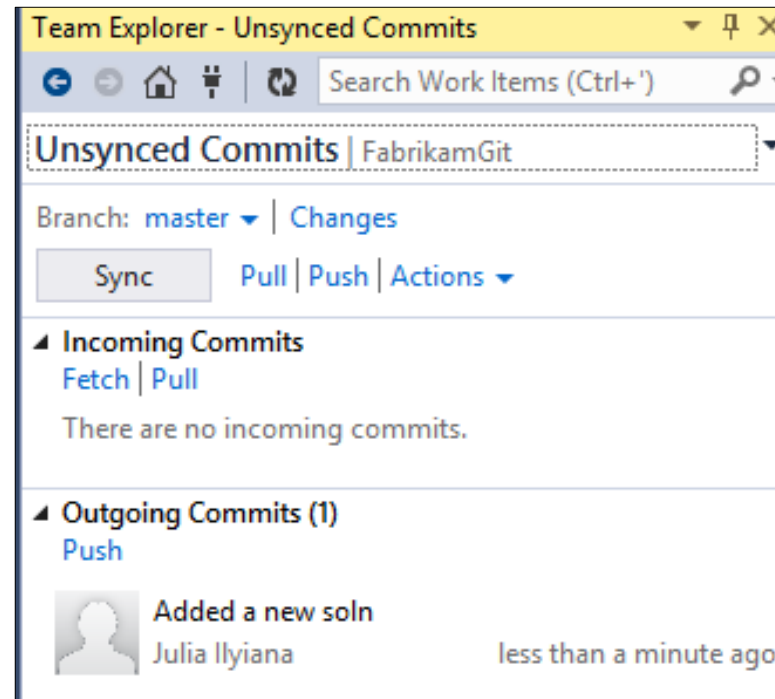 Team Explorer - Unsynced Commits
Search Work Items (Ctrl+')
Unsynced Commits | FabrikamGit
Branch: master | Changes
Sync Pull | Push | Actions
Incoming Commits
Fetch | Pull
There are no incoming commits.
Outgoing Commits (1)
Push
Added a new soln
Julia Ilyiana less than a minute ago